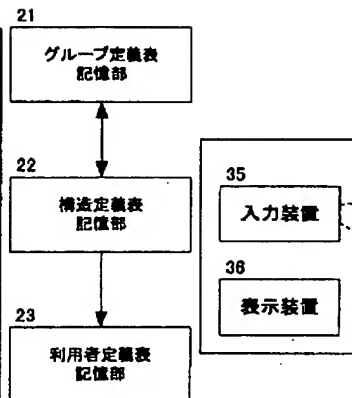 21
グループ定義表
記憶部
22
構造定義表
記憶部
23
利用者定義表
記憶部
35
入力装置
36
表示装置